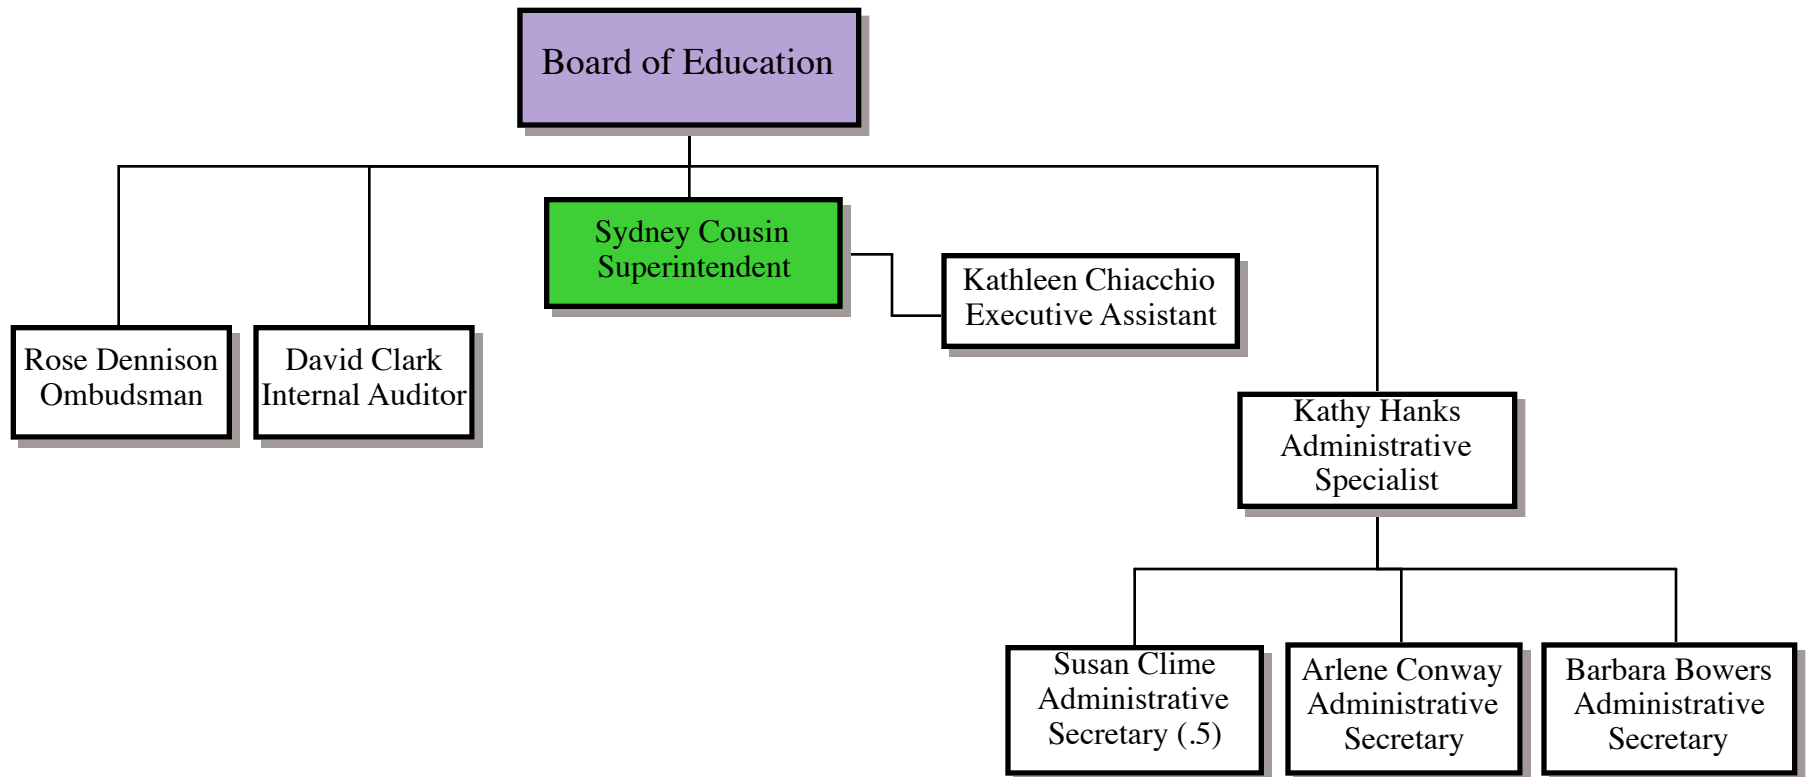 Board of Education
Sydney Cousin
Superintendent
Kathleen Chiacchio
Executive Assistant
Rose Dennison
Ombudsman
David Clark
Internal Auditor
Kathy Hanks
Administrative
Specialist
Susan Clime
Administrative
Secretary (.5)
Arlene Conway
Administrative
Secretary
Barbara Bowers
Administrative
Secretary